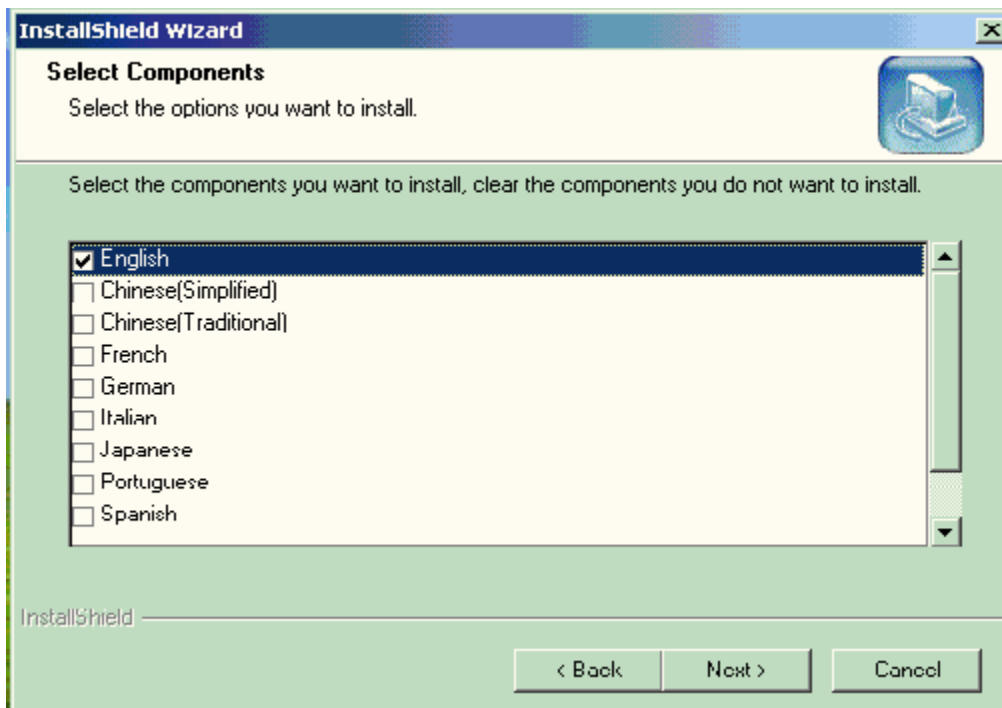 InstallShield Wizard
Select Components
Select the options you want to install.
Select the components you want to install, clear the components you do not want to install.
English
Chinese(Simplified)
Chinese(Traditional)
French
German
Italian
Japanese
Portuguese
Spanish
InstallShield
< Back Next > Cancel